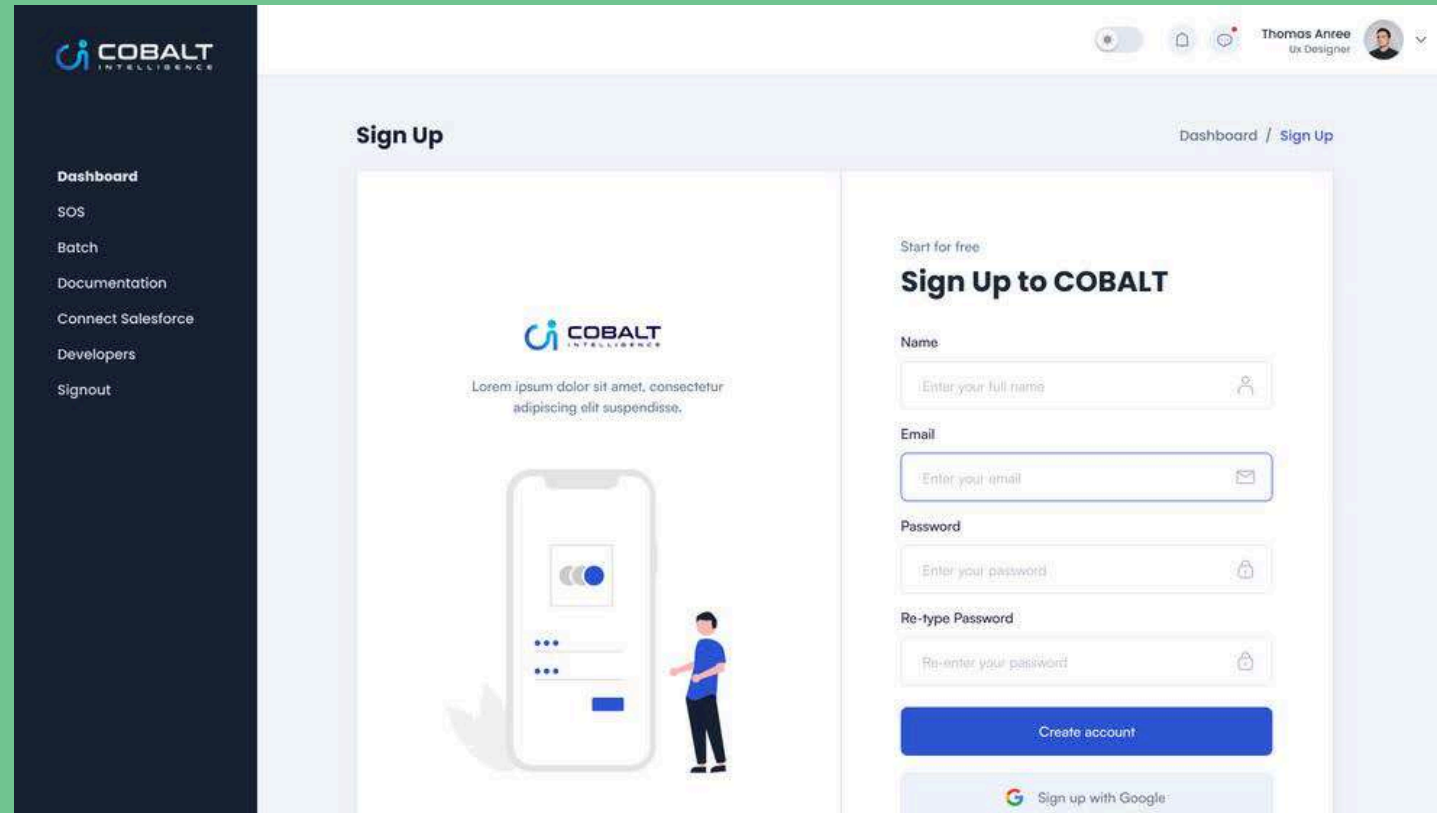 COBALT
INTELLIGENCE
Thomas Anree
Ux Designer
Dashboard
SOS
Batch
Documentation
Connect Salesforce
Developers
Signout
Sign Up
Dashboard / Sign Up
COBALT
INTELLIGENCE
Lorem ipsum dolor sit amet, consectetur
adipiscing elit suspendisse.
Start for free
Sign Up to COBALT
Name
Enter your full name
Email
Enter your email
Password
Enter your password
Re-type Password
Re-enter your password
Create account
Sign up with Google